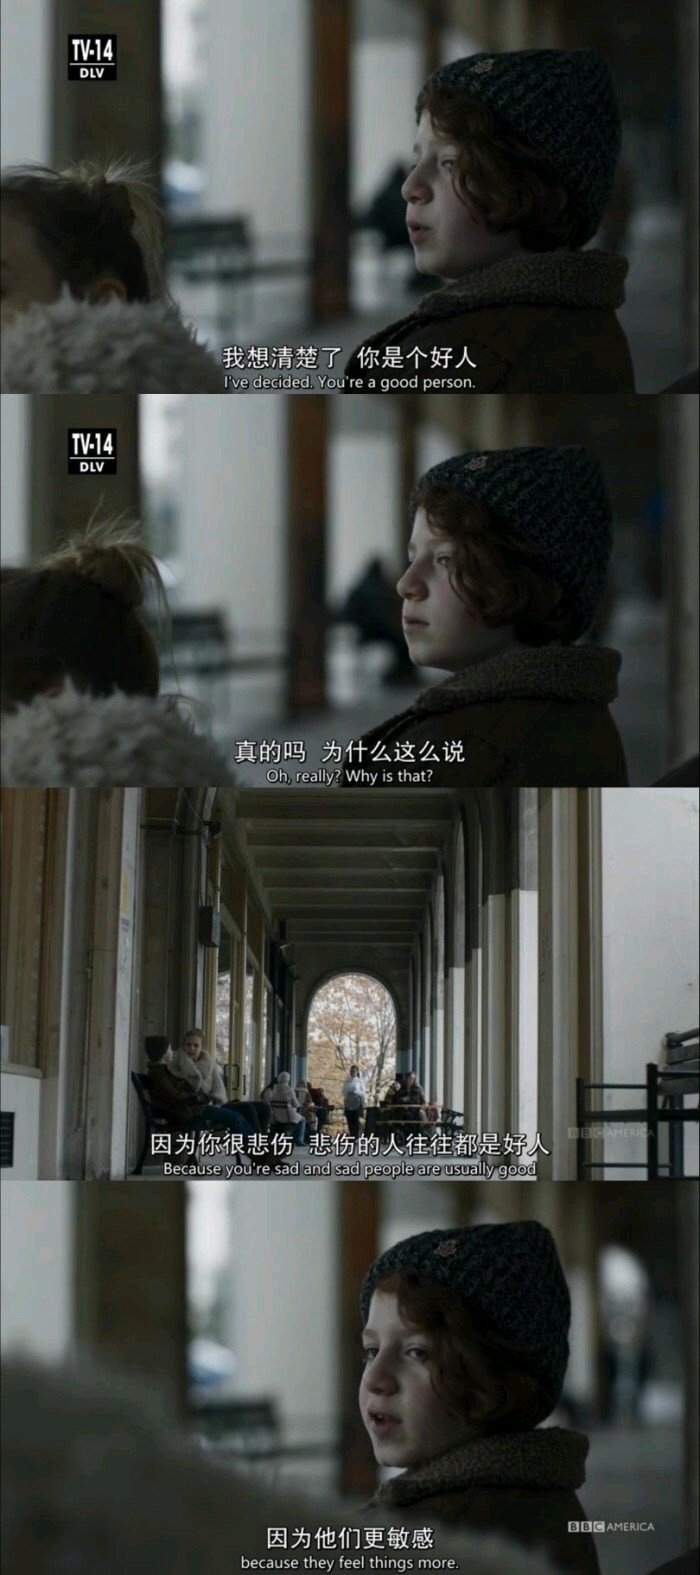 TV-14
DLV
我想清楚了 你是个好人
I've decided. You're a good person.
TV-14
DLV
真的吗 为什么这么说
Oh, really? Why is that?
因为你很悲伤 悲伤的人往往都是好人
BBC AMERICA
Because you're sad and sad people are usually good
因为他们更敏感
BBC AMERICA
because they feel things more.